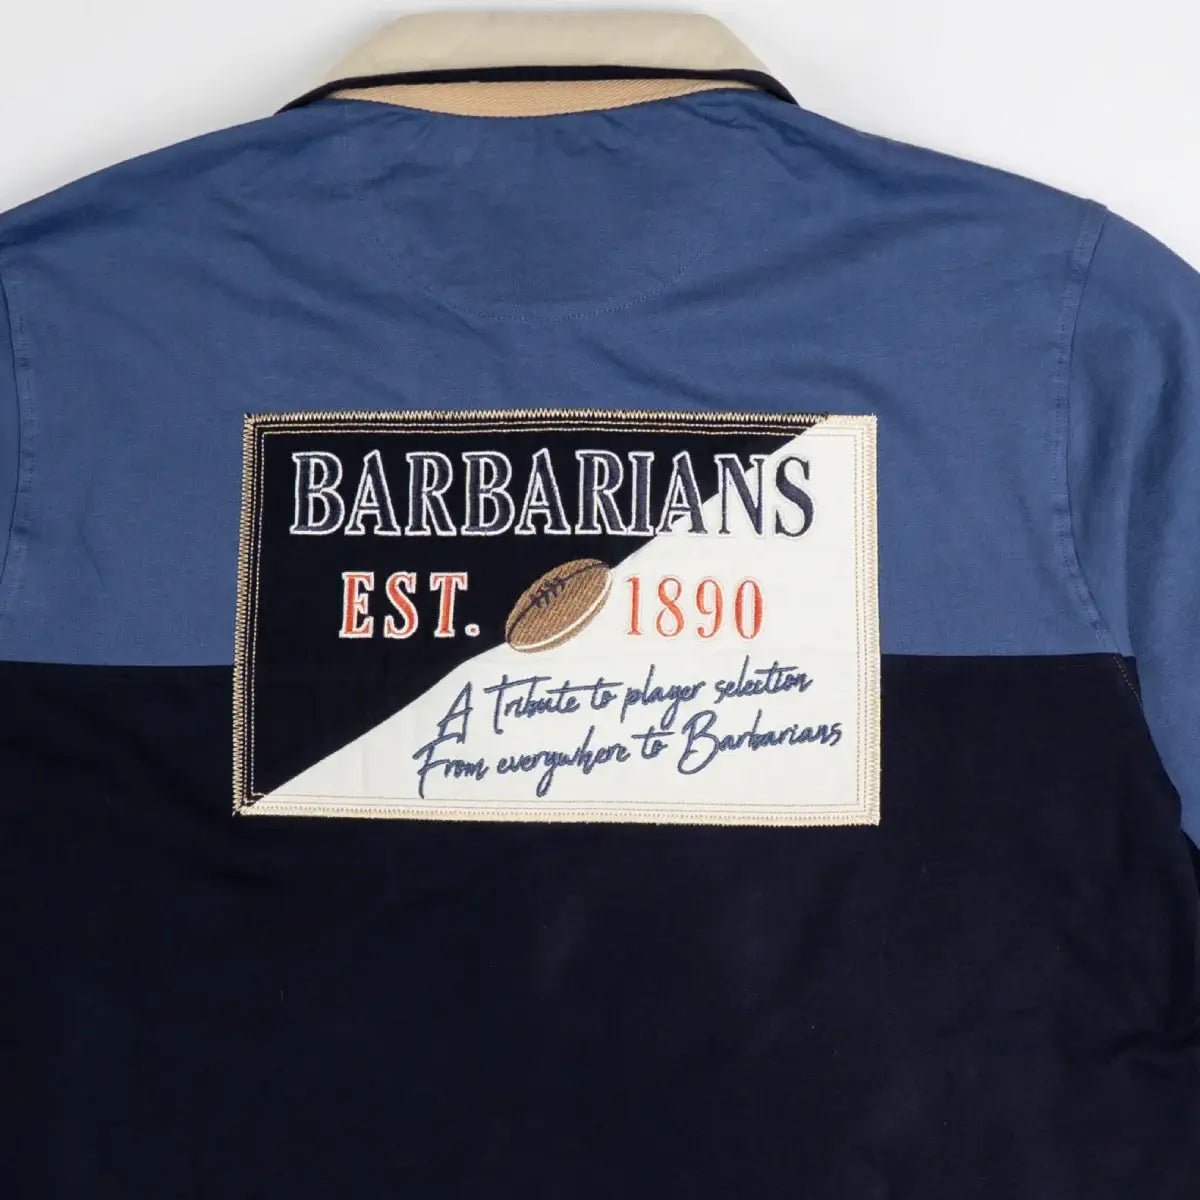 BARBARIANS
EST. 1890
A Tribute to player selection
From everywhere to Barbarians